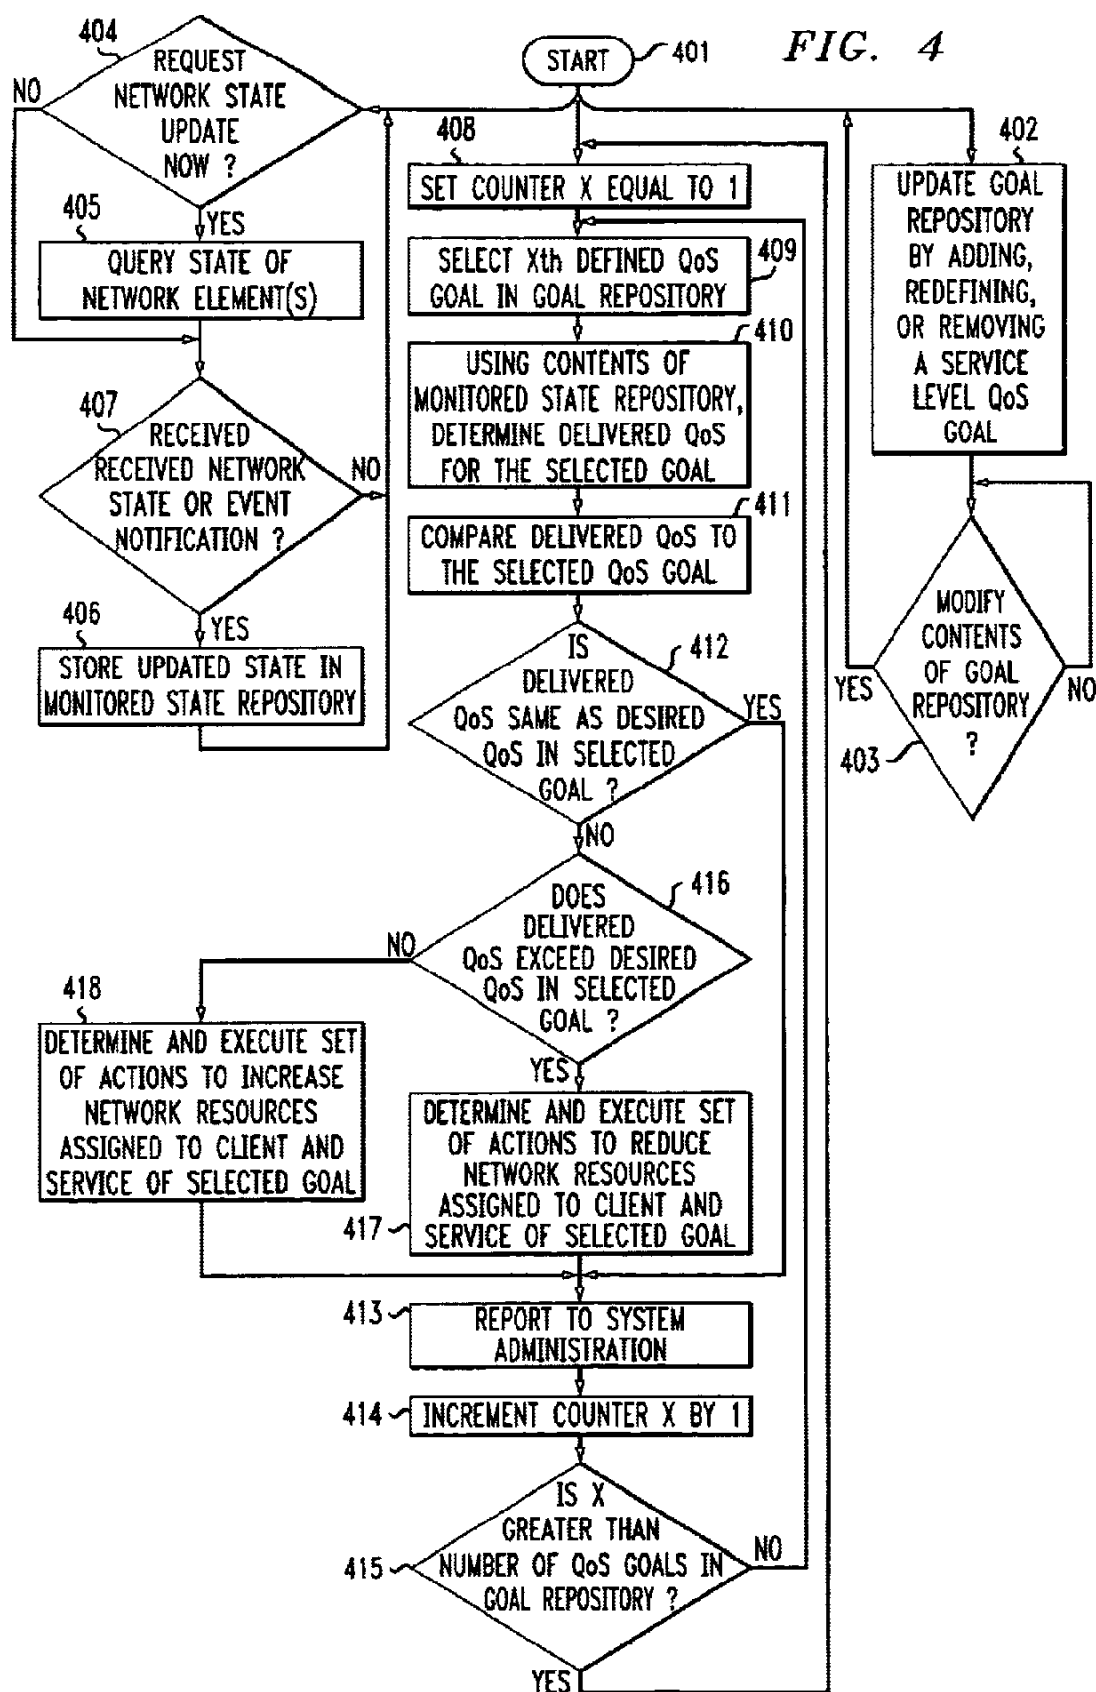 FIG. 4
START
401
404
REQUEST
NETWORK STATE
UPDATE
NOW ?
NO
YES
405
QUERY STATE OF
NETWORK ELEMENT(S)
407
RECEIVED
RECEIVED NETWORK
STATE OR EVENT
NOTIFICATION ?
NO
YES
406
STORE UPDATED STATE IN
MONITORED STATE REPOSITORY
408
SET COUNTER X EQUAL TO 1
SELECT Xth DEFINED QoS
GOAL IN GOAL REPOSITORY
409
410
USING CONTENTS OF
MONITORED STATE REPOSITORY,
DETERMINE DELIVERED QoS
FOR THE SELECTED GOAL
411
COMPARE DELIVERED QoS TO
THE SELECTED QoS GOAL
412
IS
DELIVERED
QoS SAME AS DESIRED
QoS IN SELECTED
GOAL ?
YES
NO
416
DOES
DELIVERED
QoS EXCEED DESIRED
QoS IN SELECTED
GOAL ?
NO
YES
418
DETERMINE AND EXECUTE SET
OF ACTIONS TO INCREASE
NETWORK RESOURCES
ASSIGNED TO CLIENT AND
SERVICE OF SELECTED GOAL
DETERMINE AND EXECUTE SET
OF ACTIONS TO REDUCE
NETWORK RESOURCES
ASSIGNED TO CLIENT AND
SERVICE OF SELECTED GOAL
417
413
REPORT TO SYSTEM
ADMINISTRATION
414
INCREMENT COUNTER X BY 1
IS X
GREATER THAN
NUMBER OF QoS GOALS IN
GOAL REPOSITORY ?
415
NO
YES
402
UPDATE GOAL
REPOSITORY
BY ADDING,
REDEFINING,
OR REMOVING
A SERVICE
LEVEL QoS
GOAL
MODIFY
CONTENTS
OF GOAL
REPOSITORY
?
YES
NO
403